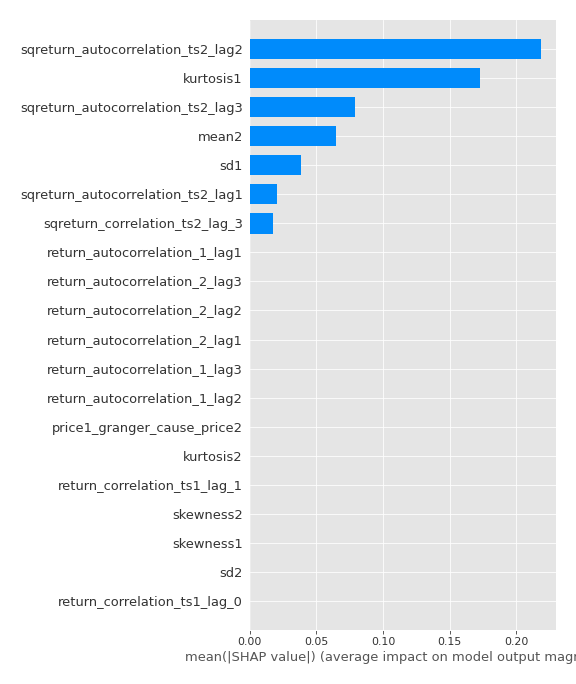 sqreturn_autocorrelation_ts2_lag2
kurtosis1
sqreturn_autocorrelation_ts2_lag3
mean2
sd1
sqreturn_autocorrelation_ts2_lag1
sqreturn_correlation_ts2_lag_3
return_autocorrelation_1_lag1
return_autocorrelation_2_lag3
return_autocorrelation_2_lag2
return_autocorrelation_2_lag1
return_autocorrelation_1_lag3
return_autocorrelation_1_lag2
price1_granger_cause_price2
kurtosis2
return_correlation_ts1_lag_1
skewness2
skewness1
sd2
return_correlation_ts1_lag_0
0.00 0.05 0.10 0.15 0.20
mean(|SHAP value|) (average impact on model output magn